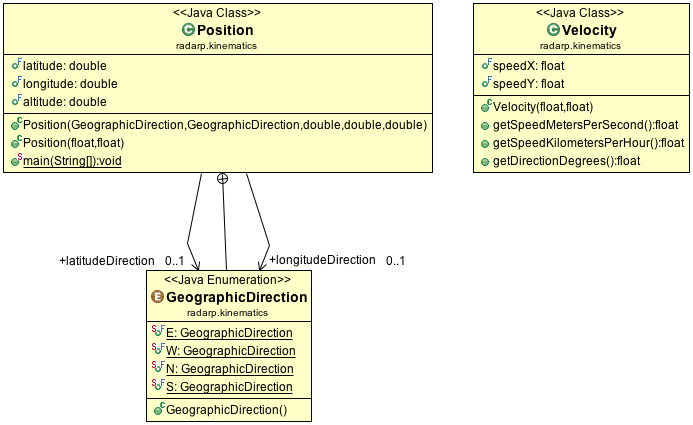 <<Java Class>>
Position
radarp.kinematics
latitude: double
longitude: double
altitude: double
Position(GeographicDirection,GeographicDirection,double,double,double)
Position(float,float)
main(String[]):void
<<Java Class>>
Velocity
radarp.kinematics
speedX: float
speedY: float
Velocity(float,float)
getSpeedMetersPerSecond():float
getSpeedKilometersPerHour():float
getDirectionDegrees():float
+latitudeDirection 0..1
+longitudeDirection 0..1
<<Java Enumeration>>
GeographicDirection
radarp.kinematics
E: GeographicDirection
W: GeographicDirection
N: GeographicDirection
S: GeographicDirection
GeographicDirection()